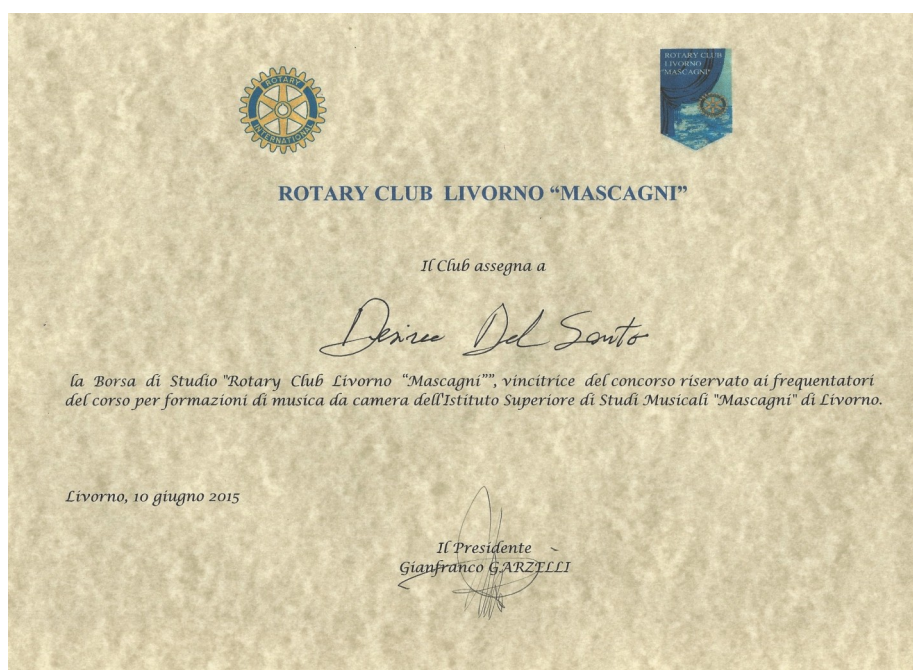 ROTARY
INTERNATIONAL
ROTARY CLUB
LIVORNO
"MASCAGNI"
ROTARY CLUB LIVORNO “MASCAGNI”
Il Club assegna a
Desiree Del Santo
la Borsa di Studio "Rotary Club Livorno “Mascagni””, vincitrice del concorso riservato ai frequentatori
del corso per formazioni di musica da camera dell'Istituto Superiore di Studi Musicali "Mascagni" di Livorno.
Livorno, 10 giugno 2015
Il Presidente
Gianfranco GARZELLI